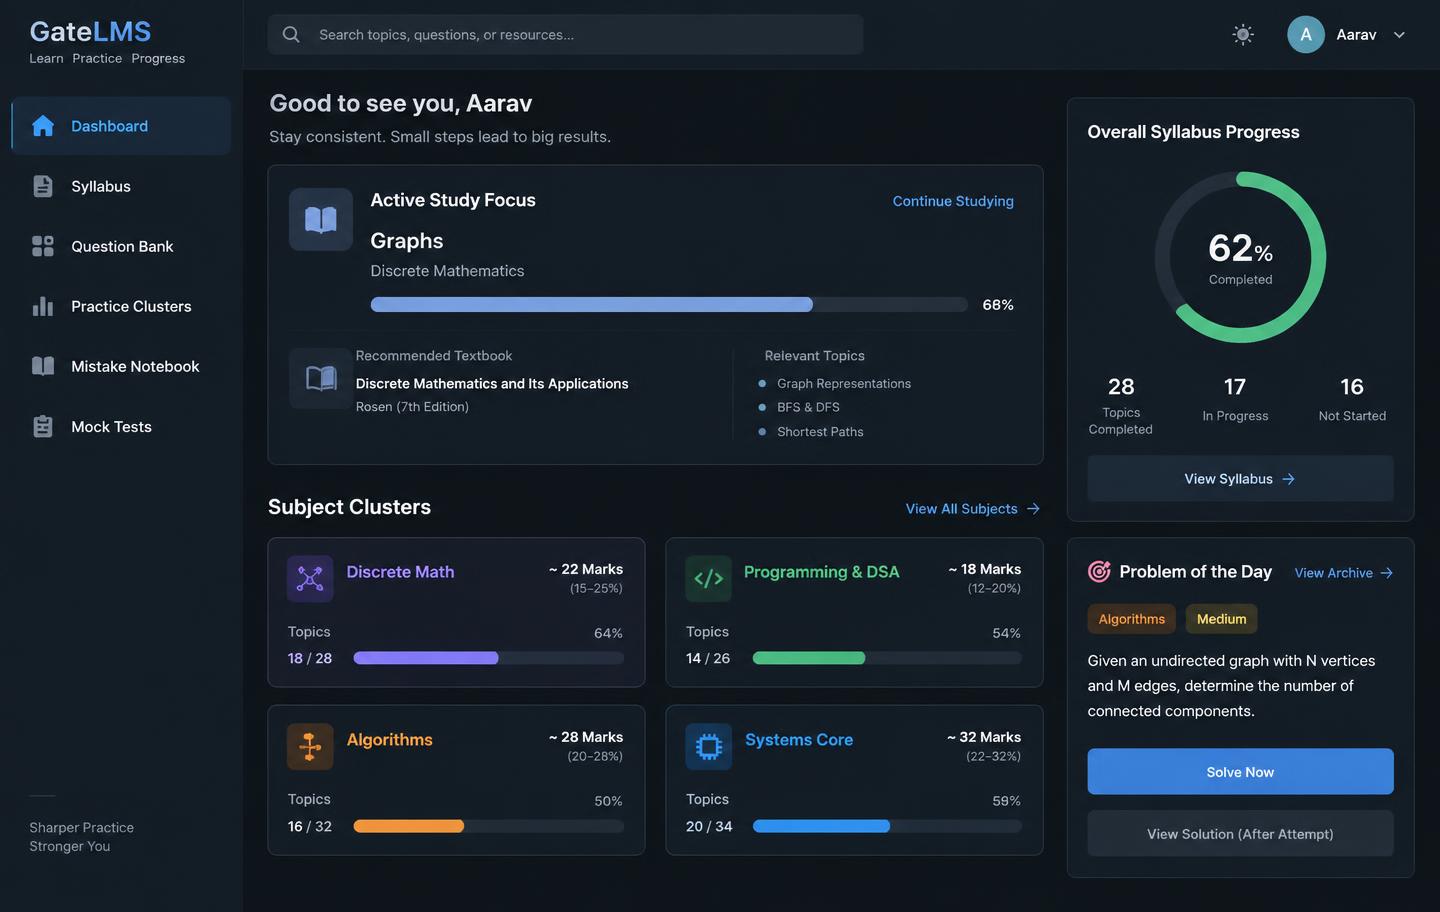 GateLMS
Learn Practice Progress
Dashboard
Syllabus
Question Bank
Practice Clusters
Mistake Notebook
Mock Tests
Sharper Practice
Stronger You
Search topics, questions, or resources...
A
Aarav
Good to see you, Aarav
Stay consistent. Small steps lead to big results.
Active Study Focus
Continue Studying
Graphs
Discrete Mathematics
68%
Recommended Textbook
Discrete Mathematics and Its Applications
Rosen (7th Edition)
Relevant Topics
Graph Representations
BFS & DFS
Shortest Paths
Subject Clusters
View All Subjects →
Discrete Math
~ 22 Marks
(15–25%)
Topics
64%
18 / 28
Programming & DSA
~ 18 Marks
(12–20%)
Topics
54%
14 / 26
Algorithms
~ 28 Marks
(20–28%)
Topics
50%
16 / 32
Systems Core
~ 32 Marks
(22–32%)
Topics
59%
20 / 34
Overall Syllabus Progress
62%
Completed
28
Topics
Completed
17
In Progress
16
Not Started
View Syllabus →
Problem of the Day
View Archive →
Algorithms
Medium
Given an undirected graph with N vertices
and M edges, determine the number of
connected components.
Solve Now
View Solution (After Attempt)